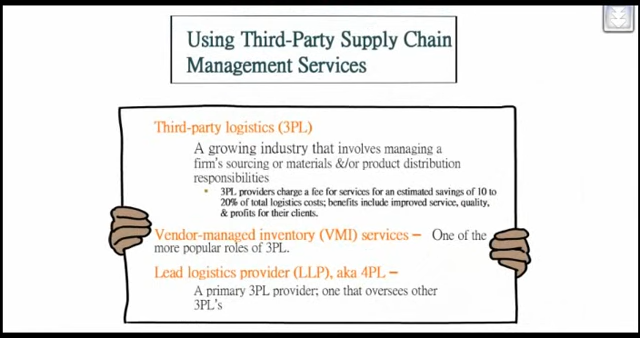 Using Third-Party Supply Chain
Management Services
Third-party logistics (3PL)
A growing industry that involves managing a
firm's sourcing or materials &/or product distribution
responsibilities
• 3PL providers charge a fee for services for an estimated savings of 10 to
20% of total logistics costs; benefits include improved service, quality,
& profits for their clients.
Vendor-managed inventory (VMI) services – One of the
more popular roles of 3PL.
Lead logistics provider (LLP), aka 4PL –
A primary 3PL provider; one that oversees other
3PL's